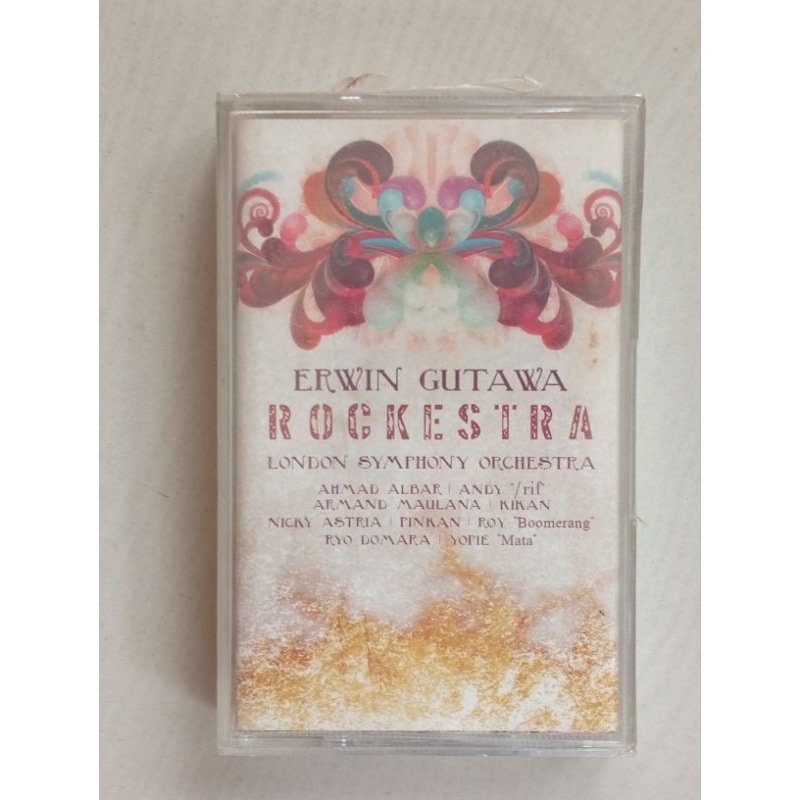 ERWIN GUTAWA
ROCKESTRA
LONDON SYMPHONY ORCHESTRA
AHMAD ALBAR | ANDY "/rif"
ARMAND MAULANA | KIKAN
NICKY ASTRIA | PINKAN | ROY "Boomerang"
RYO DOMARA | YOPIE "Mata"